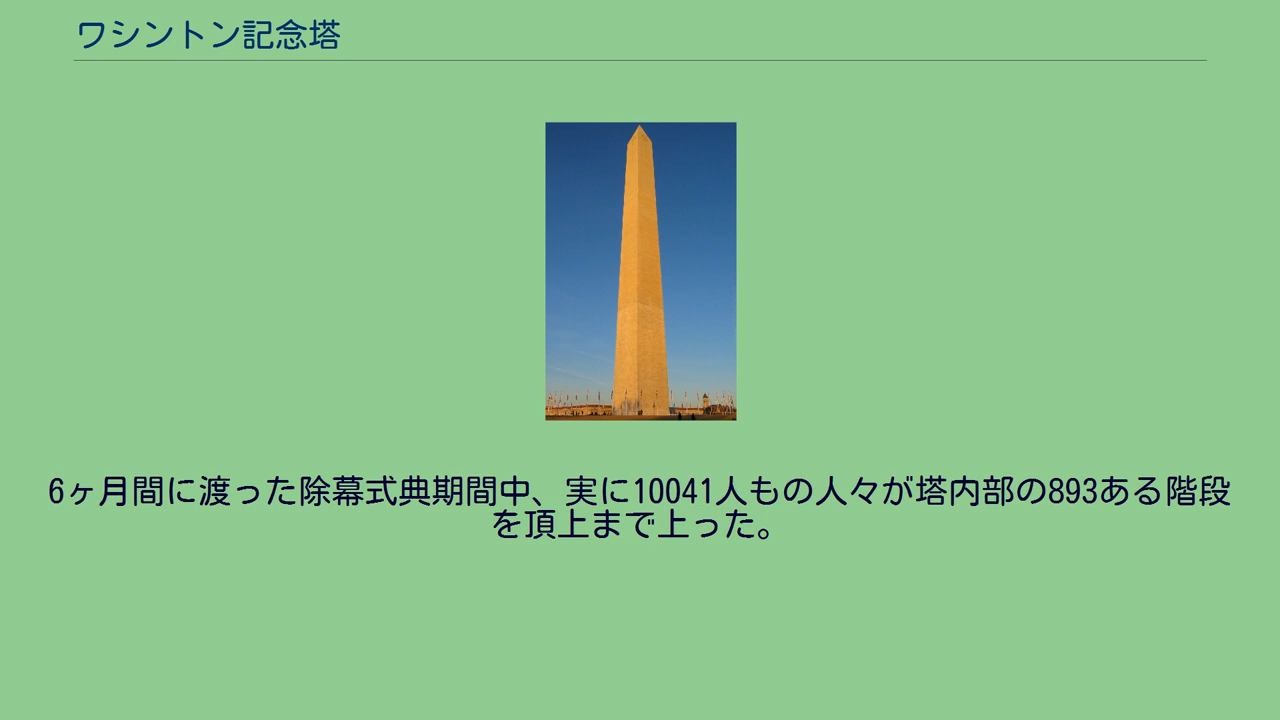 ワシントン記念塔
6ヶ月間に渡った除幕式典期間中、実に10041人もの人々が塔内部の893ある階段
を頂上まで上った。